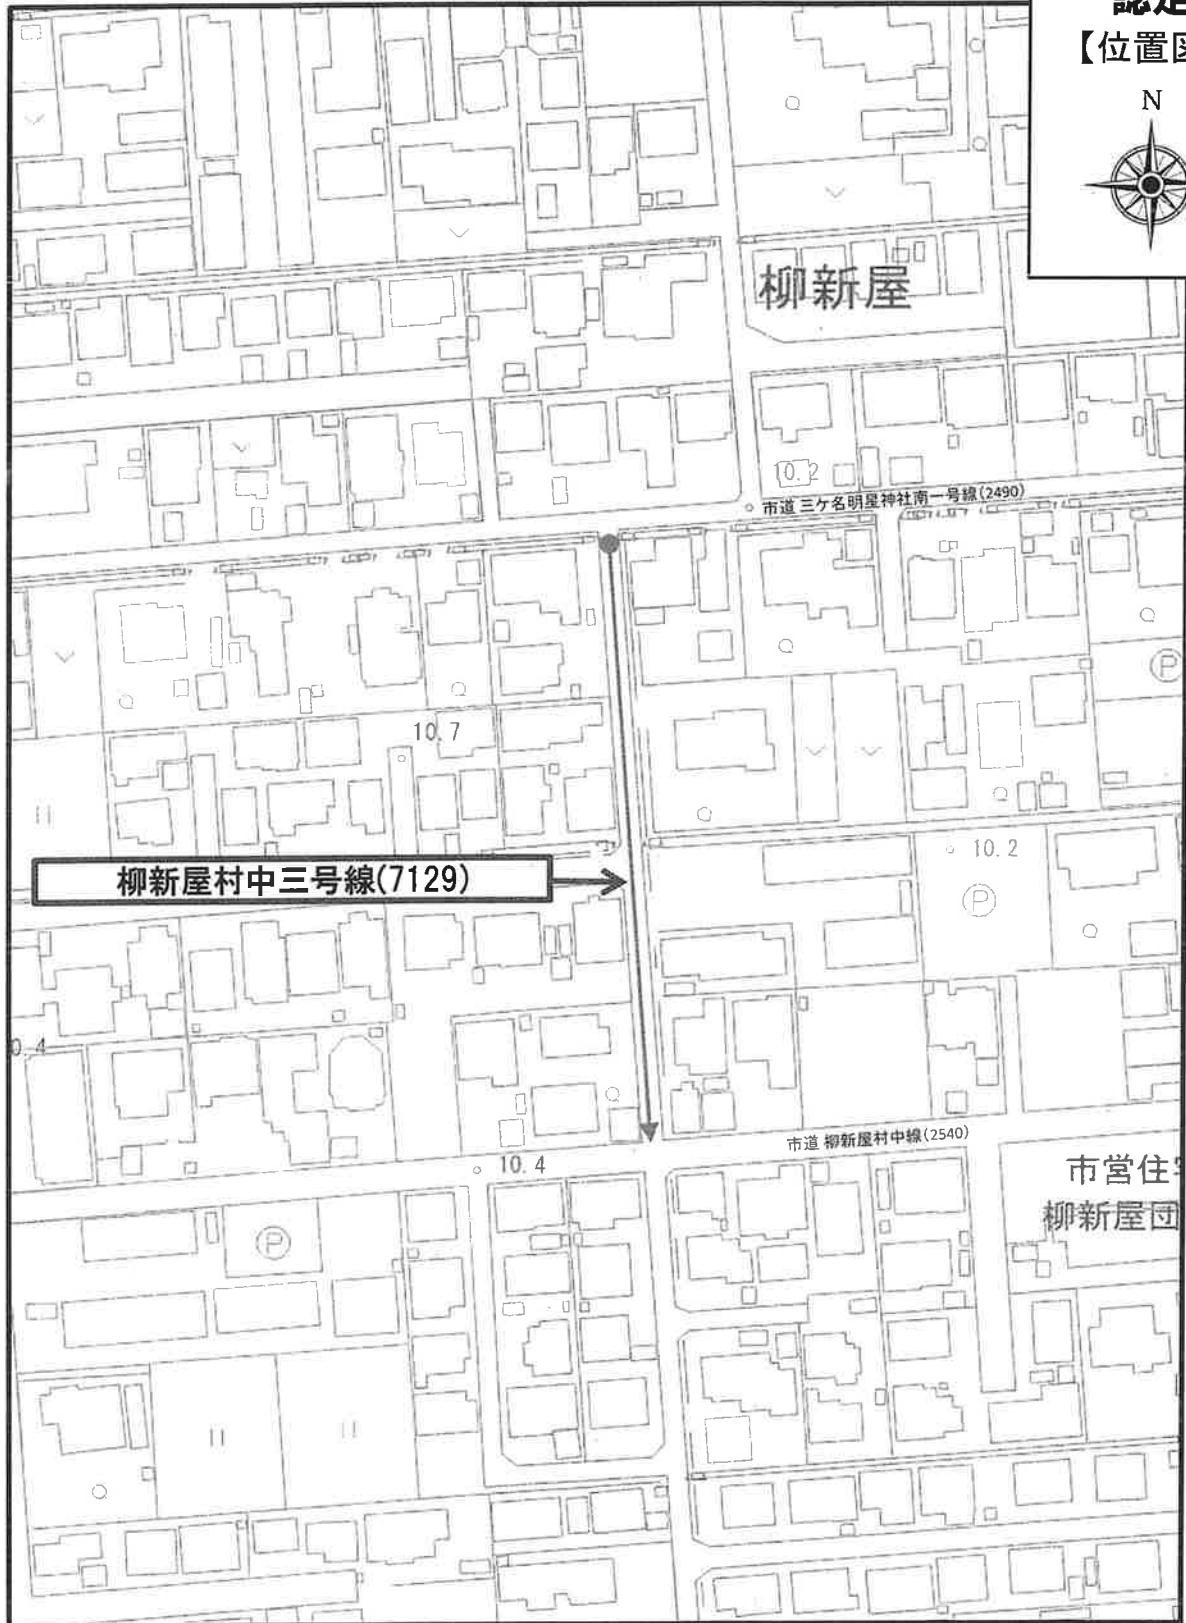 【位置図
N
柳新屋
10.2
市道 三ケ名明星神社南一号線(2490)
P
10.7
10.2
柳新屋村中三号線(7129)
P
0.4
市道 柳新屋村中線(2540)
10.4
市営住
柳新屋団
P